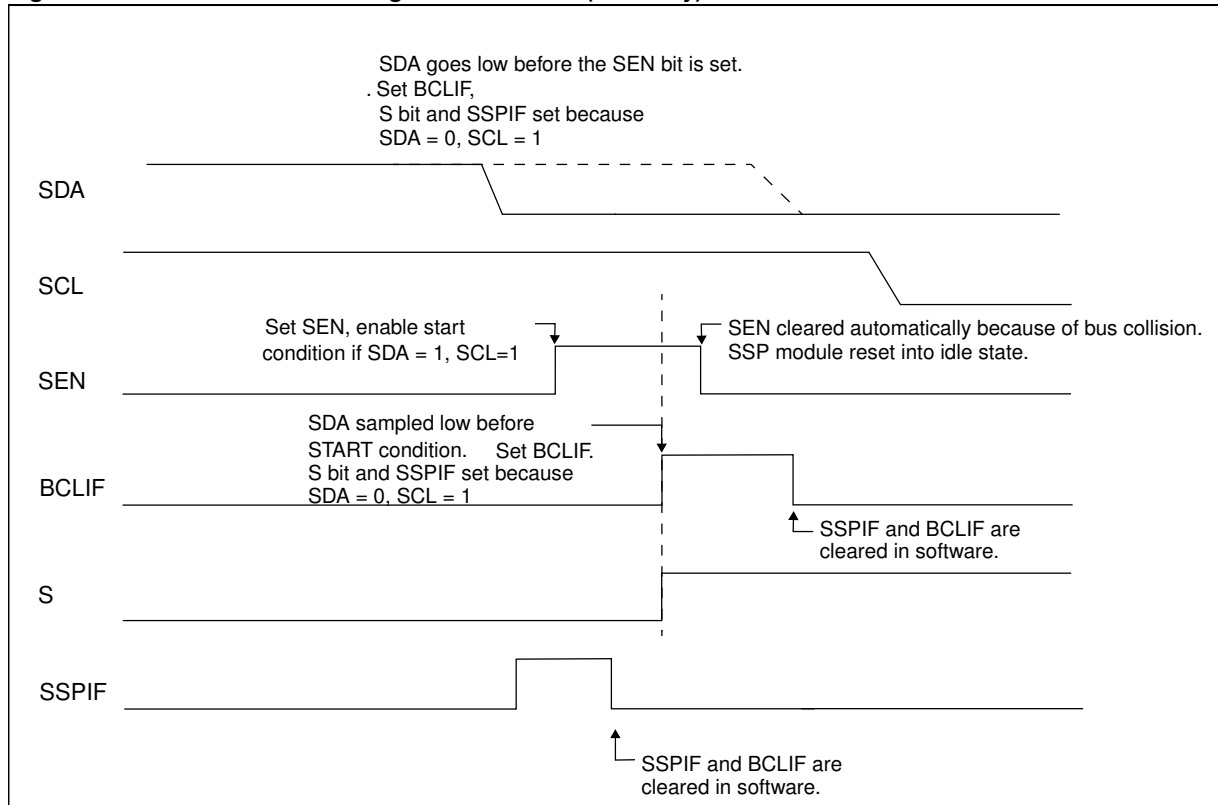 SDA goes low before the SEN bit is set.
. Set BCLIF,
S bit and SSPIF set because
SDA = 0, SCL = 1
SDA
SCL
Set SEN, enable start
condition if SDA = 1, SCL=1
SEN cleared automatically because of bus collision.
SSP module reset into idle state.
SEN
SDA sampled low before
START condition. Set BCLIF.
S bit and SSPIF set because
SDA = 0, SCL = 1
BCLIF
SSPIF and BCLIF are
cleared in software.
S
SSPIF
SSPIF and BCLIF are
cleared in software.